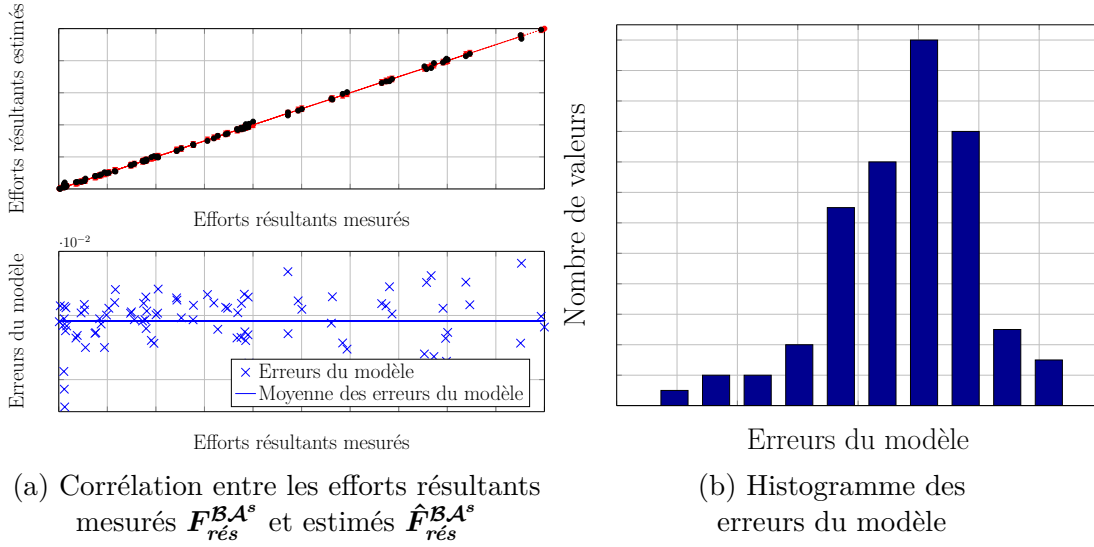 Efforts résultants estimés
Efforts résultants mesurés
·10⁻²
Erreurs du modèle
Erreurs du modèle
Moyenne des erreurs du modèle
Efforts résultants mesurés
(a) Corrélation entre les efforts résultants
mesurés F_{rés}^{BA^s} et estimés F̂_{rés}^{BA^s}
Nombre de valeurs
Erreurs du modèle
(b) Histogramme des
erreurs du modèle